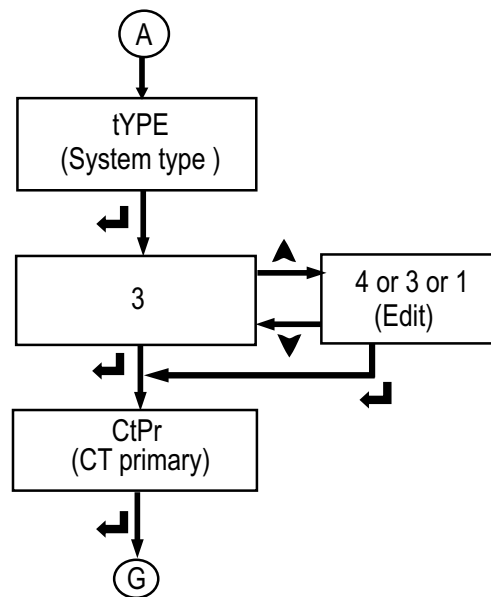 A
tYPE
(System type )
3
4 or 3 or 1
(Edit)
CtPr
(CT primary)
G